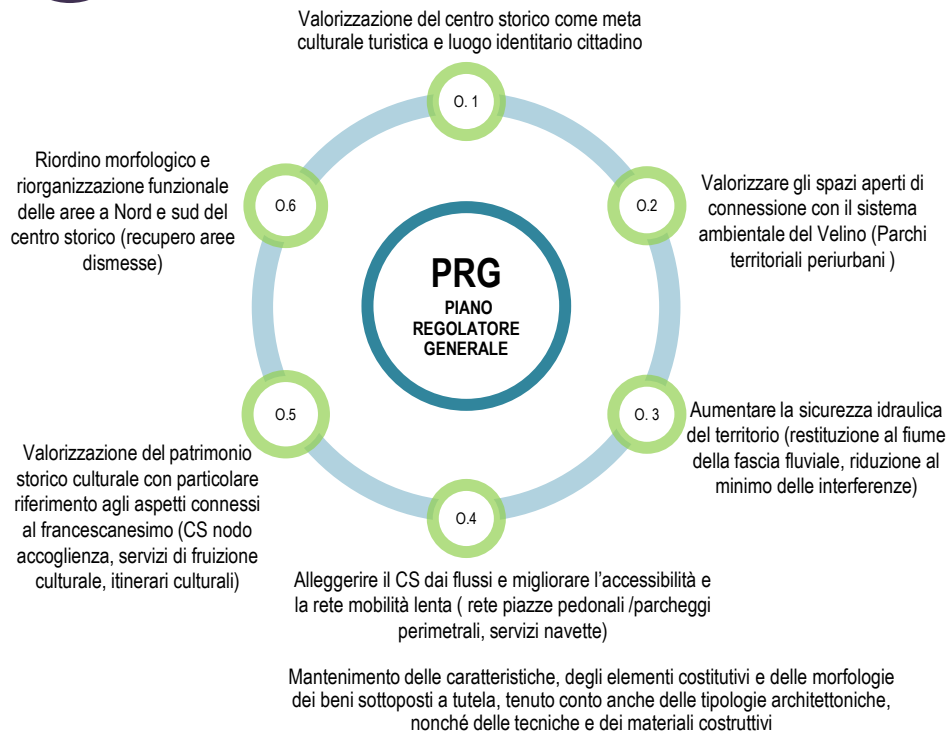 Valorizzazione del centro storico come meta
culturale turistica e luogo identitario cittadino
O. 1
Riordino morfologico e
riorganizzazione funzionale
delle aree a Nord e sud del
centro storico (recupero aree
dismesse)
O.6
O.2
Valorizzare gli spazi aperti di
connessione con il sistema
ambientale del Velino (Parchi
territoriali periurbani )
PRG
PIANO
REGOLATORE
GENERALE
O.5
O. 3
Aumentare la sicurezza idraulica
del territorio (restituzione al fiume
della fascia fluviale, riduzione al
minimo delle interferenze)
Valorizzazione del patrimonio
storico culturale con particolare
riferimento agli aspetti connessi
al francescanesimo (CS nodo
accoglienza, servizi di fruizione
culturale, itinerari culturali)
O.4
Alleggerire il CS dai flussi e migliorare l’accessibilità e
la rete mobilità lenta ( rete piazze pedonali /parcheggi
perimetrali, servizi navette)
Mantenimento delle caratteristiche, degli elementi costitutivi e delle morfologie
dei beni sottoposti a tutela, tenuto conto anche delle tipologie architettoniche,
nonché delle tecniche e dei materiali costruttivi